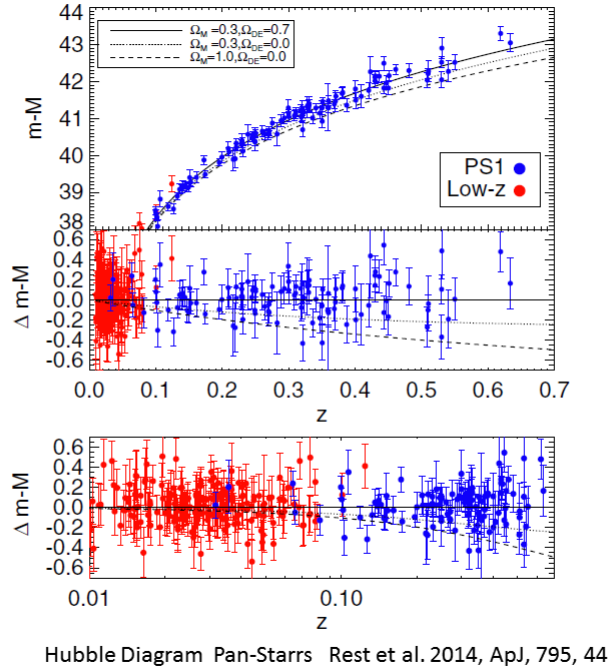 44
43
42
41
40
39
38
m-M
Ω_M=0.3,Ω_DE=0.7
Ω_M=0.3,Ω_DE=0.0
Ω_M=1.0,Ω_DE=0.0
PS1
Low-z
0.6
0.4
0.2
0.0
-0.2
-0.4
-0.6
Δ m-M
0.0 0.1 0.2 0.3 0.4 0.5 0.6 0.7
z
0.6
0.4
0.2
0.0
-0.2
-0.4
-0.6
Δ m-M
0.01 0.10
z
Hubble Diagram Pan-Starrs Rest et al. 2014, ApJ, 795, 44